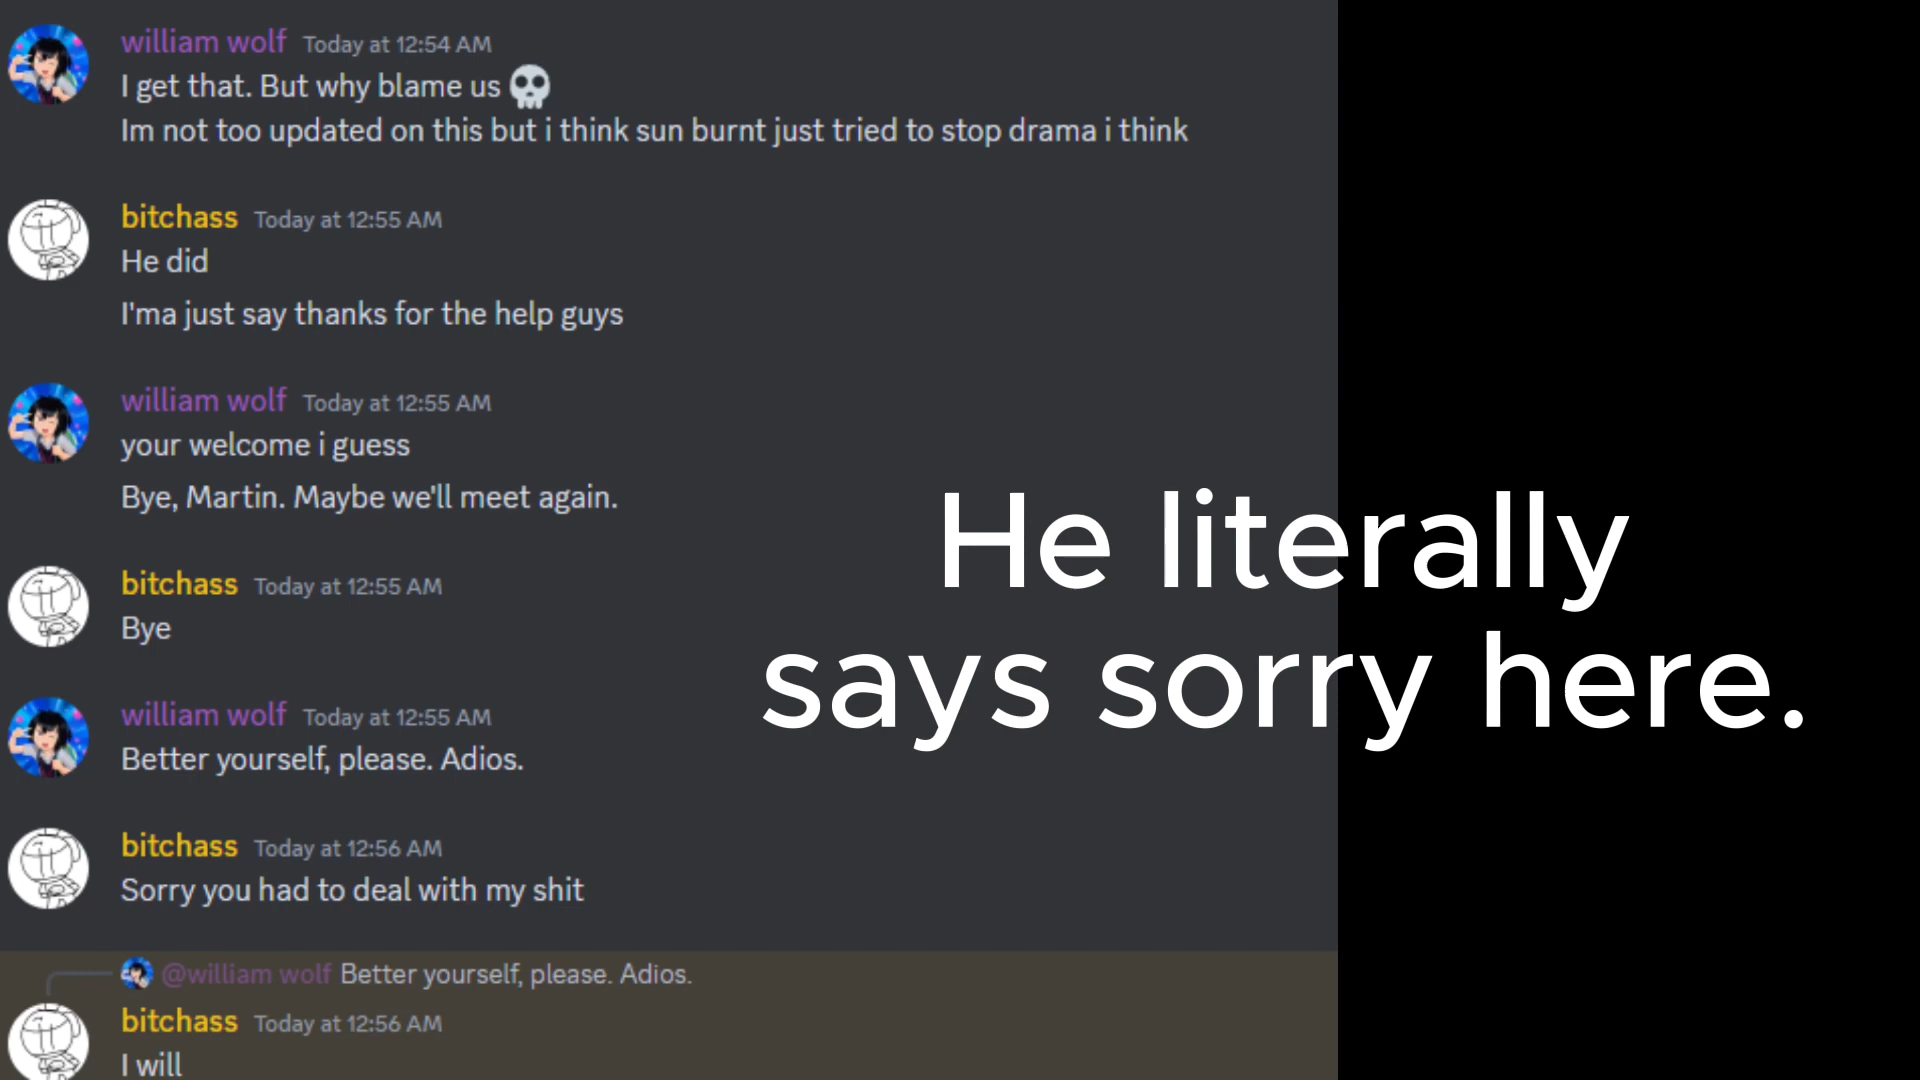 william wolf Today at 12:54 AM
I get that. But why blame us 💀
Im not too updated on this but i think sun burnt just tried to stop drama i think
bitchass Today at 12:55 AM
He did
I'ma just say thanks for the help guys
william wolf Today at 12:55 AM
your welcome i guess
Bye, Martin. Maybe we'll meet again.
bitchass Today at 12:55 AM
Bye
william wolf Today at 12:55 AM
Better yourself, please. Adios.
bitchass Today at 12:56 AM
Sorry you had to deal with my shit
@william wolf Better yourself, please. Adios.
bitchass Today at 12:56 AM
I will
He literally
says sorry here.